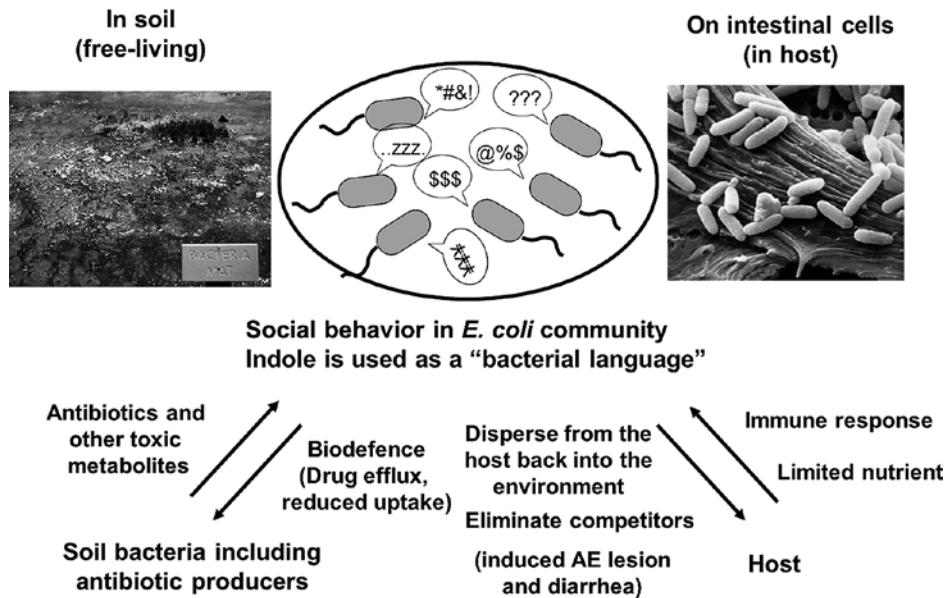 In soil
(free-living)
On intestinal cells
(in host)
*#&!
???
..zzz.
@%$
$$$
***
BACTERIA
MAT
Social behavior in E. coli community
Indole is used as a “bacterial language”
Antibiotics and
other toxic
metabolites
Biodefence
(Drug efflux,
reduced uptake)
Soil bacteria including
antibiotic producers
Disperse from the
host back into the
environment
Eliminate competitors
(induced AE lesion
and diarrhea)
Immune response
Limited nutrient
Host